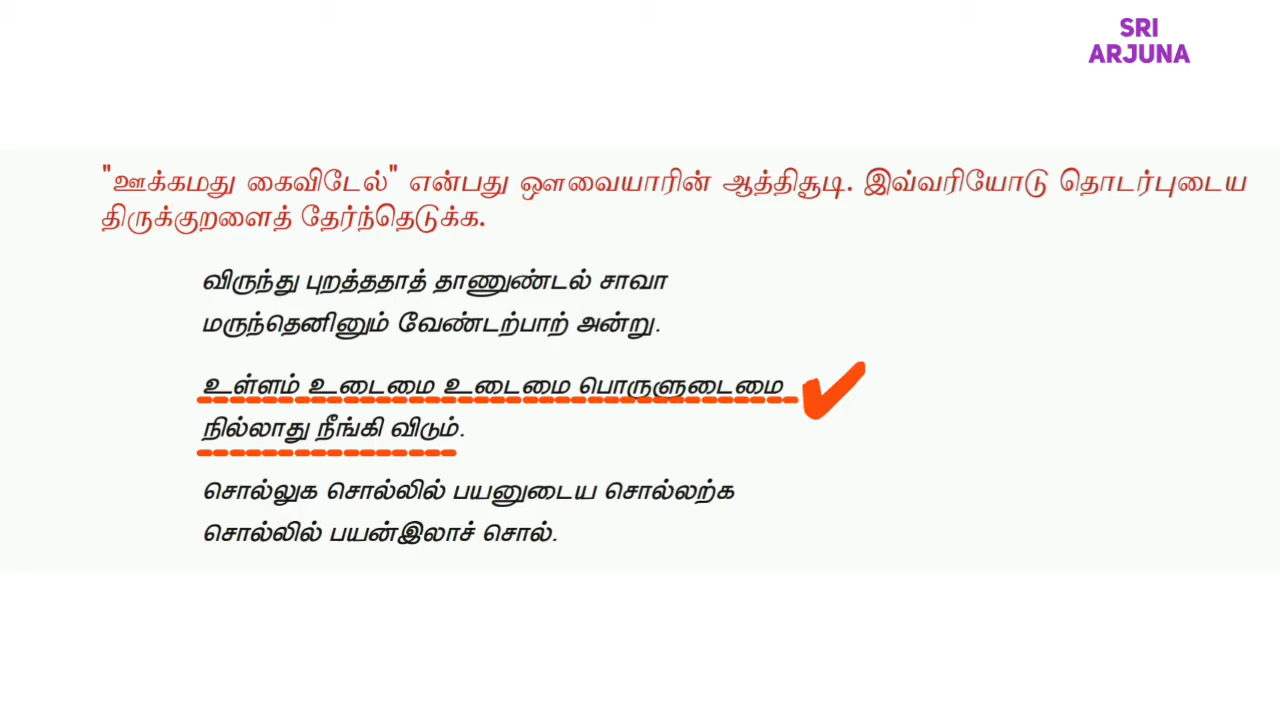 SRI
ARJUNA
"ஊக்கமது கைவிடேல்" என்பது ஔவையாரின் ஆத்திசூடி. இவ்வரியோடு தொடர்புடைய
திருக்குறளைத் தேர்ந்தெடுக்க.
விருந்து புறத்ததாத் தாணுண்டல் சாவா
மருந்தெனினும் வேண்டற்பாற் அன்று.
உள்ளம் உடைமை உடைமை பொருளுடைமை
நில்லாது நீங்கி விடும்.
சொல்லுக சொல்லில் பயனுடைய சொல்லற்க
சொல்லில் பயன்இலாச் சொல்.